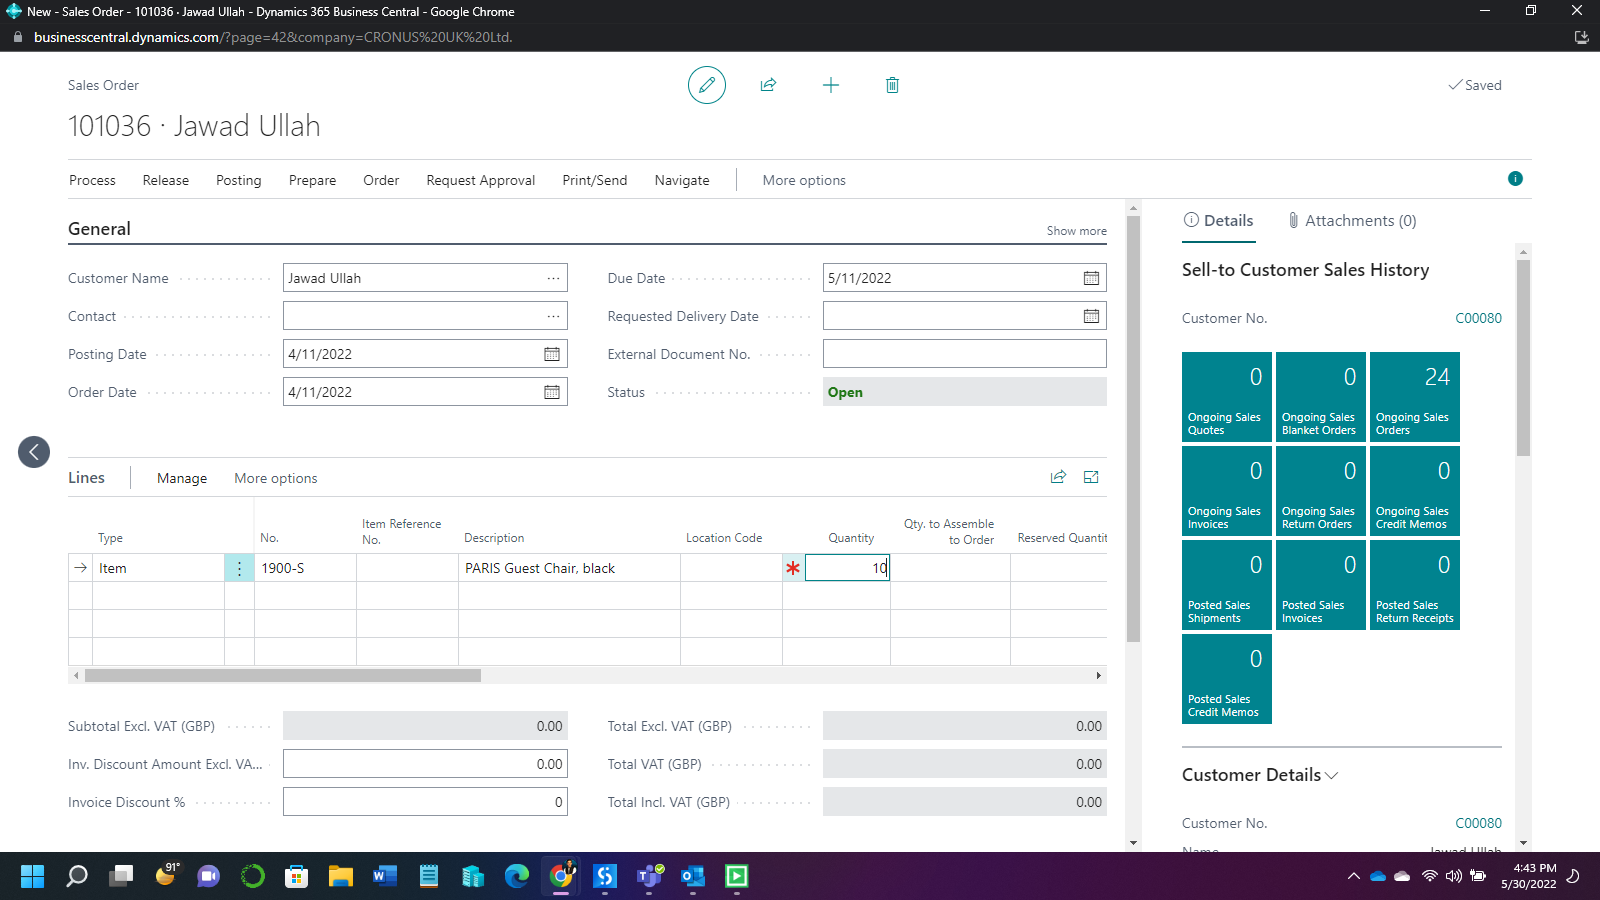 New - Sales Order - 101036 · Jawad Ullah - Dynamics 365 Business Central - Google Chrome
businesscentral.dynamics.com/?page=42&company=CRONUS%20UK%20Ltd.
Sales Order
Saved
101036 · Jawad Ullah
Process Release Posting Prepare Order Request Approval Print/Send Navigate More options
General
Show more
Customer Name Jawad Ullah
Contact
Posting Date 4/11/2022
Order Date 4/11/2022
Due Date 5/11/2022
Requested Delivery Date
External Document No.
Status Open
Lines Manage More options
Type
No.
Item Reference No.
Description
Location Code
Quantity
Qty. to Assemble to Order
Reserved Quantit
Item 1900-S PARIS Guest Chair, black 10
Subtotal Excl. VAT (GBP) 0.00
Inv. Discount Amount Excl. VA... 0.00
Invoice Discount % 0
Total Excl. VAT (GBP) 0.00
Total VAT (GBP) 0.00
Total Incl. VAT (GBP) 0.00
Details Attachments (0)
Sell-to Customer Sales History
Customer No. C00080
0
Ongoing Sales
Quotes
0
Ongoing Sales
Blanket Orders
24
Ongoing Sales
Orders
0
Ongoing Sales
Invoices
0
Ongoing Sales
Return Orders
0
Ongoing Sales
Credit Memos
0
Posted Sales
Shipments
0
Posted Sales
Invoices
0
Posted Sales
Return Receipts
0
Posted Sales
Credit Memos
Customer Details
Customer No. C00080
Name Jawad Ullah
91°
4:43 PM
5/30/2022